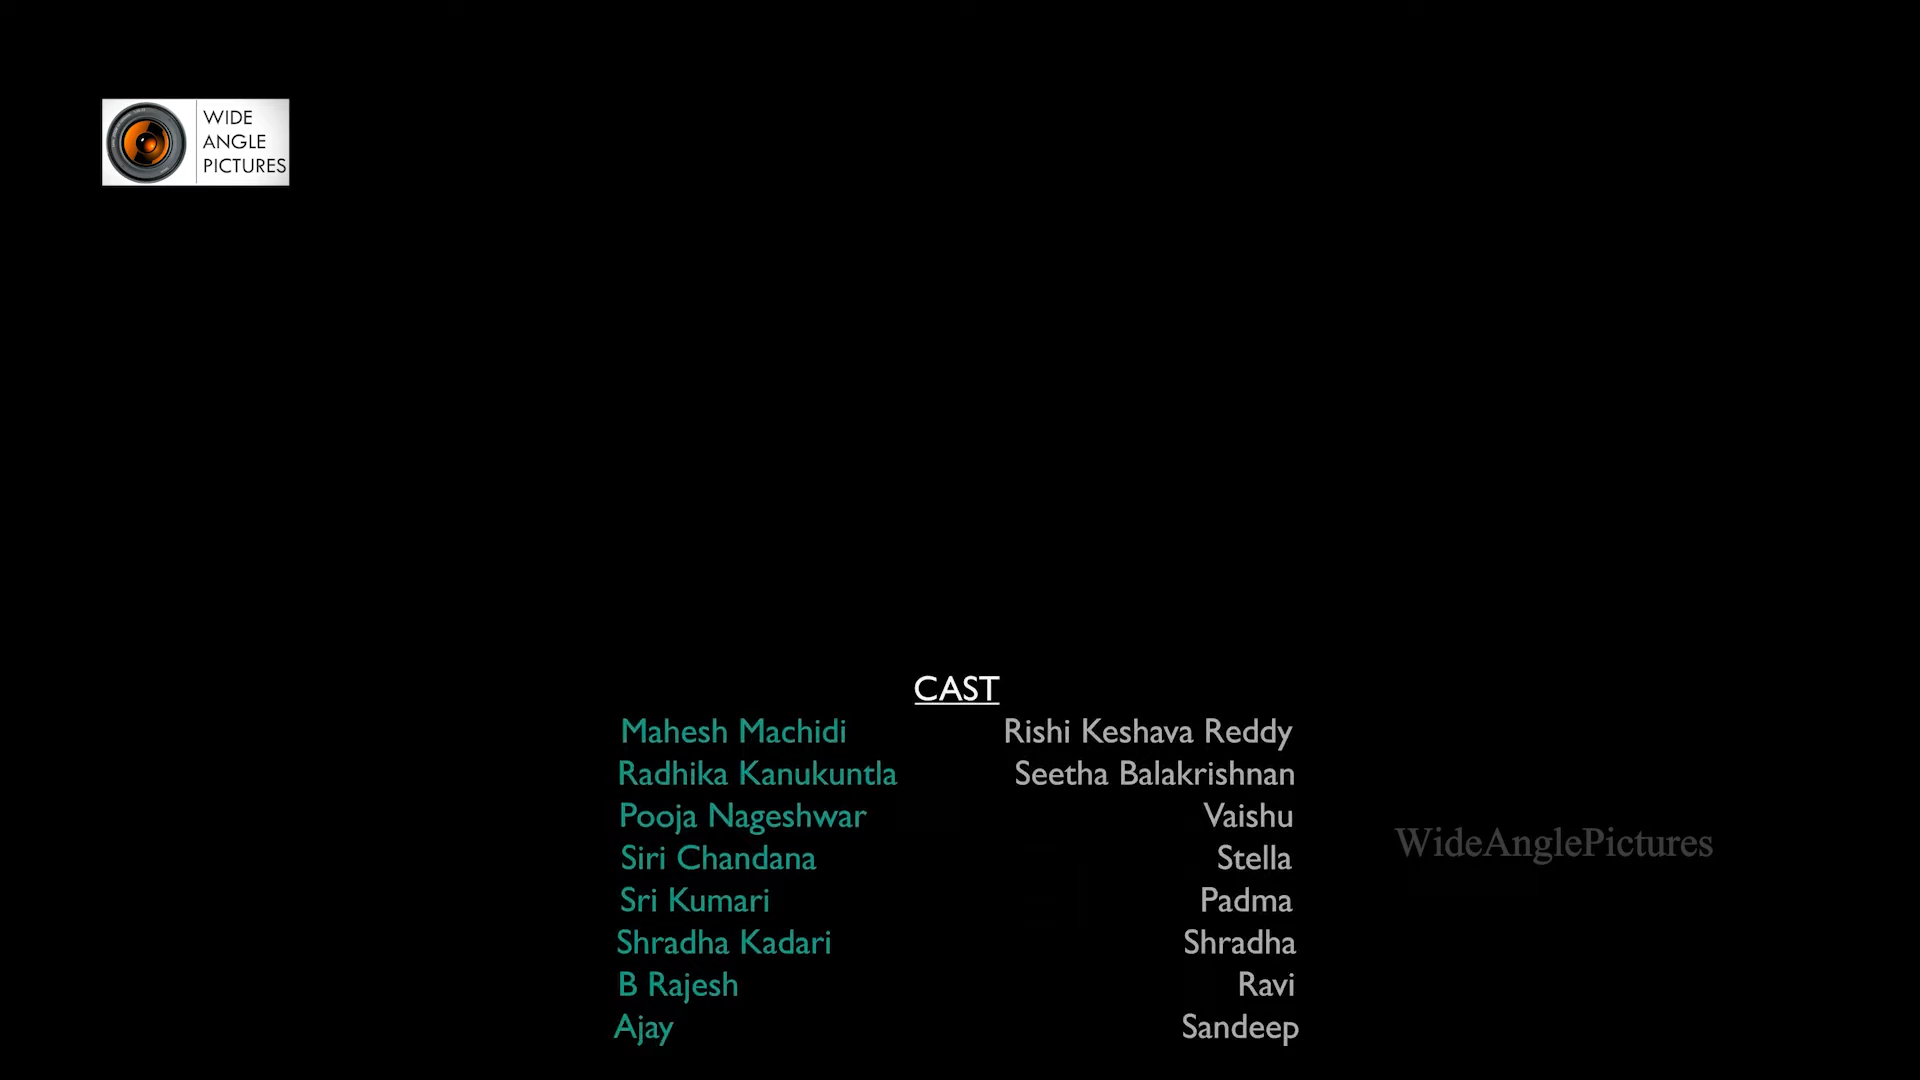 WIDE
ANGLE
PICTURES
CAST
Mahesh Machidi Rishi Keshava Reddy
Radhika Kanukuntla Seetha Balakrishnan
Pooja Nageshwar Vaishu
Siri Chandana Stella
Sri Kumari Padma
Shradha Kadari Shradha
B Rajesh Ravi
Ajay Sandeep
WideAnglePictures